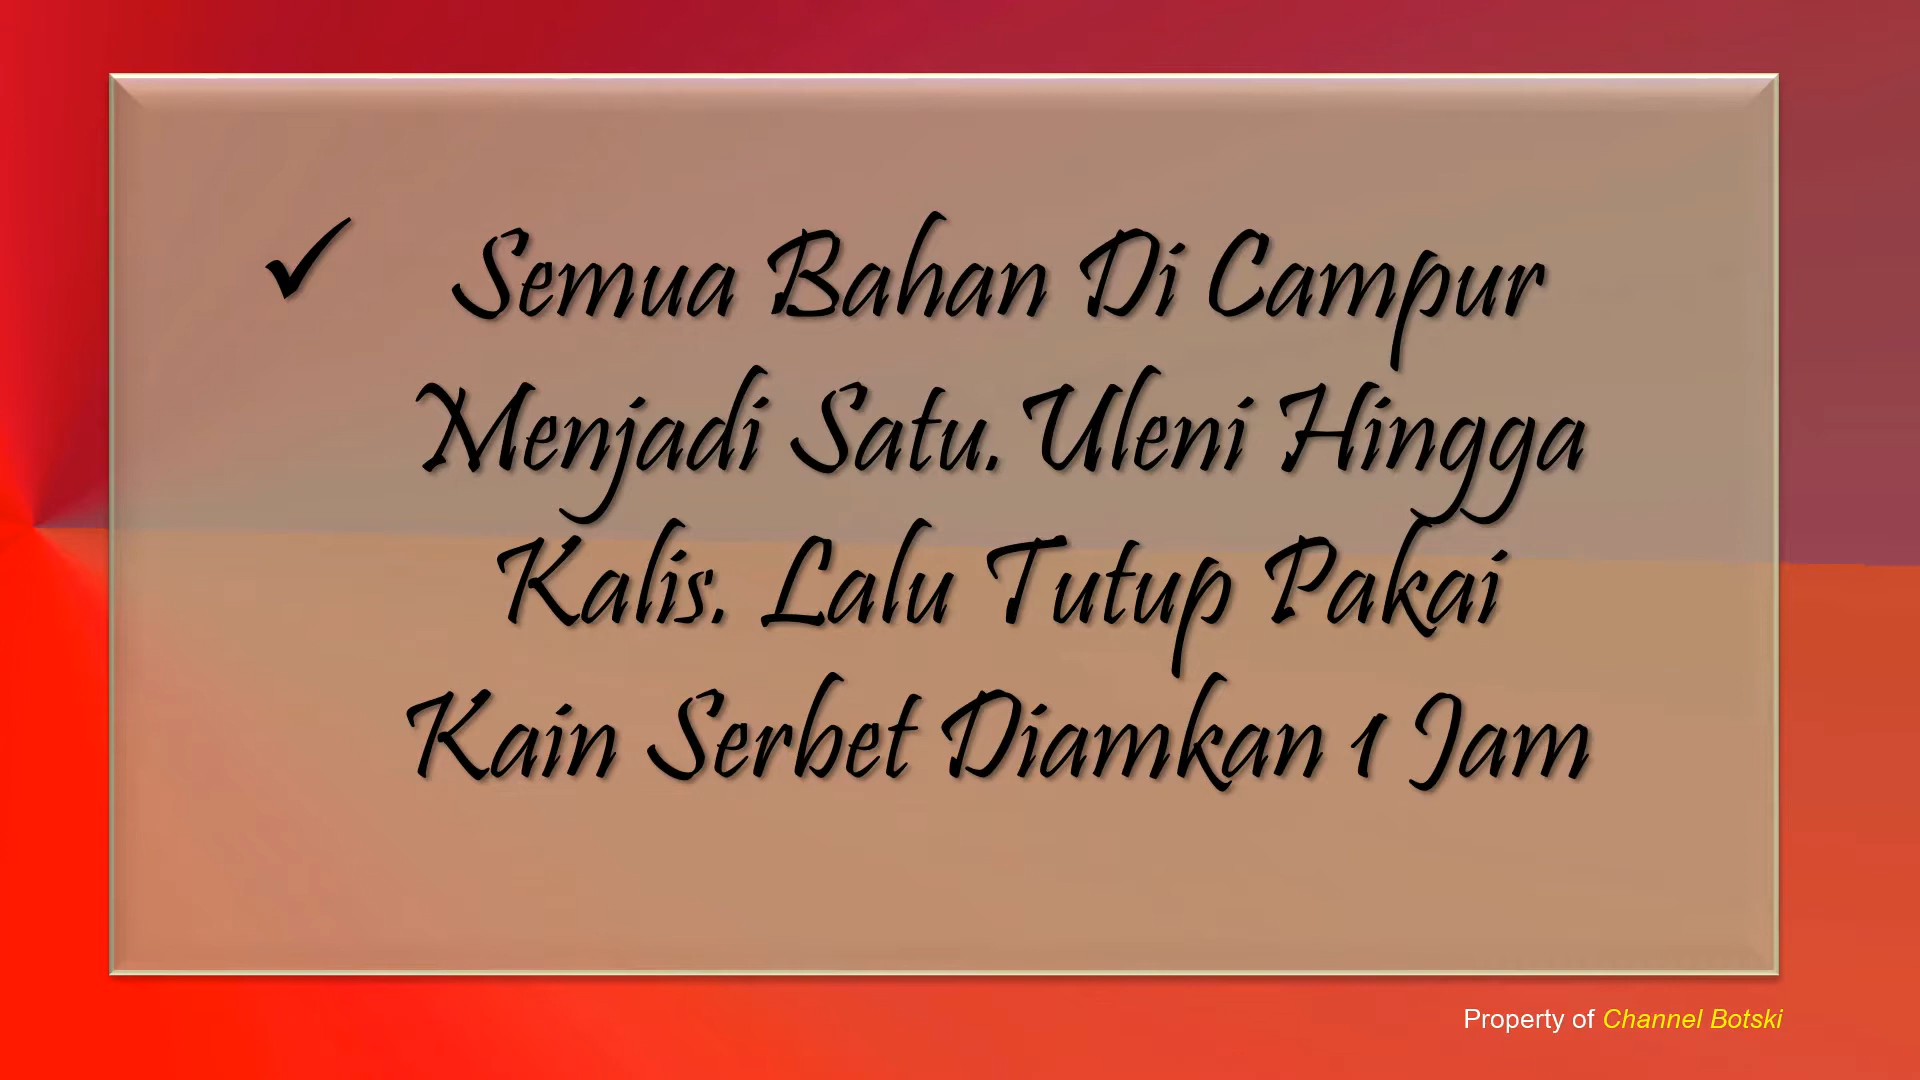 ✓ Semua Bahan Di Campur
Menjadi Satu. Uleni Hingga
Kalis. Lalu Tutup Pakai
Kain Serbet Diamkan 1 Jam
Property of Channel Botski